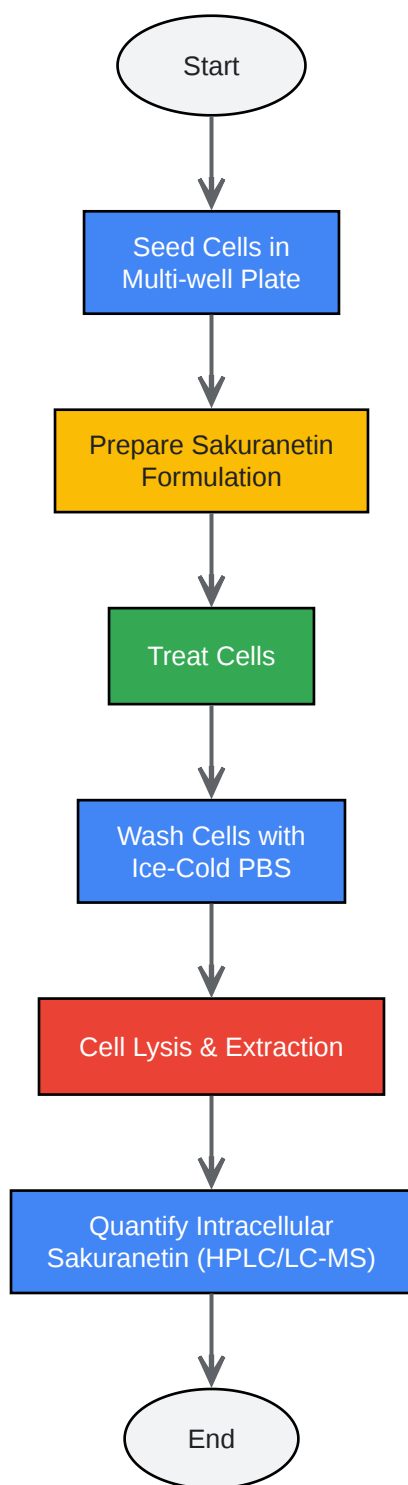 Start
Seed Cells in
Multi-well Plate
Prepare Sakuranetin
Formulation
Treat Cells
Wash Cells with
Ice-Cold PBS
Cell Lysis & Extraction
Quantify Intracellular
Sakuranetin (HPLC/LC-MS)
End